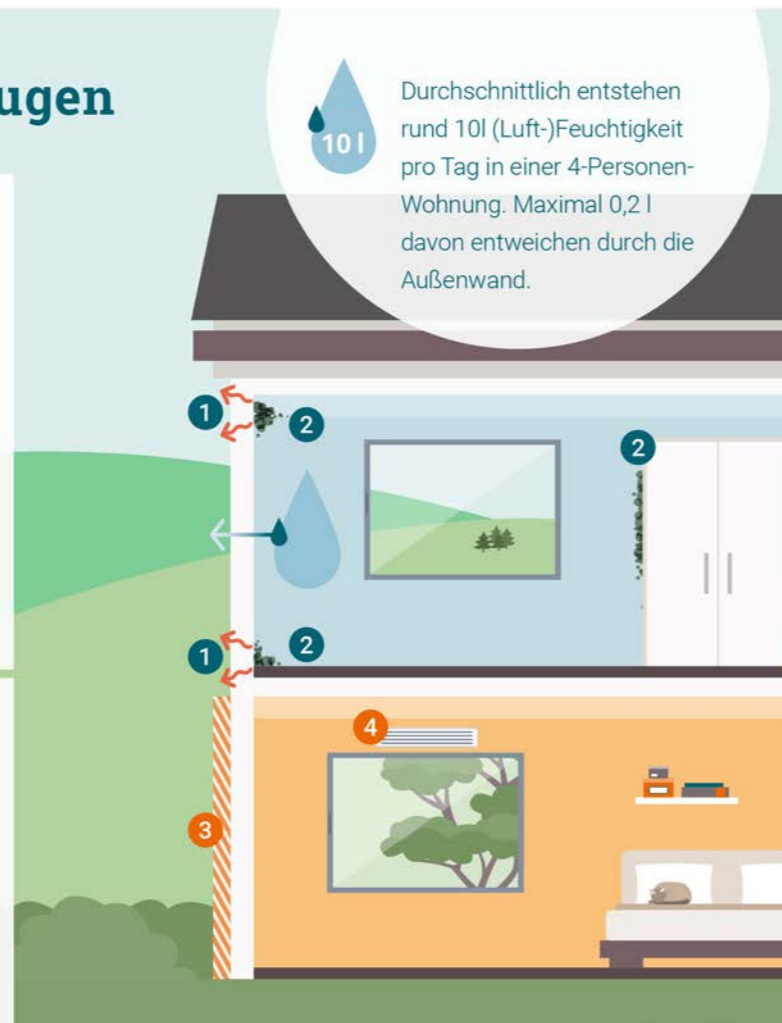 ugen
10 l
Durchschnittlich entstehen
rund 10l (Luft-)Feuchtigkeit
pro Tag in einer 4-Personen-
Wohnung. Maximal 0,2 l
davon entweichen durch die
Außenwand.
1
2
2
1
2
4
3